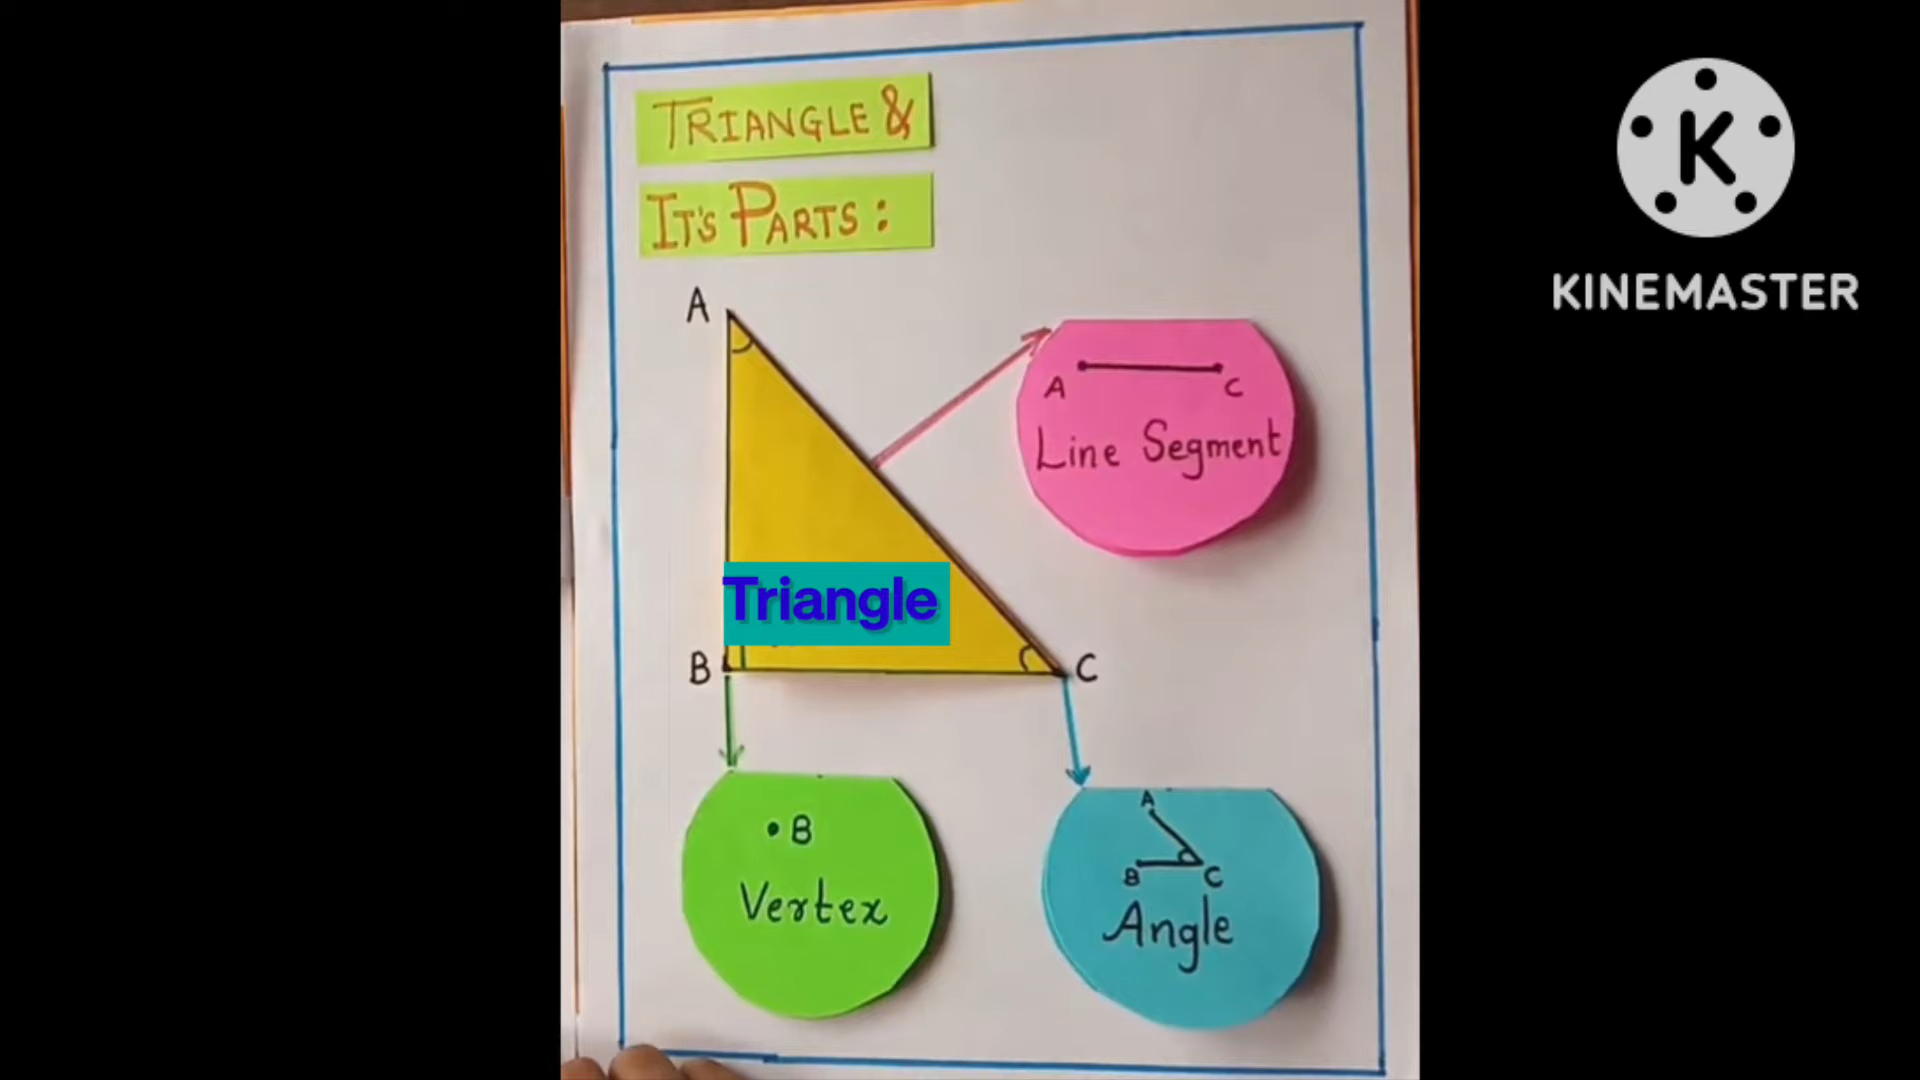 TRIANGLE &
IT'S PARTS :
A
A C
Line Segment
Triangle
B
C
B
Vertex
A
B C
Angle
K
KINEMASTER